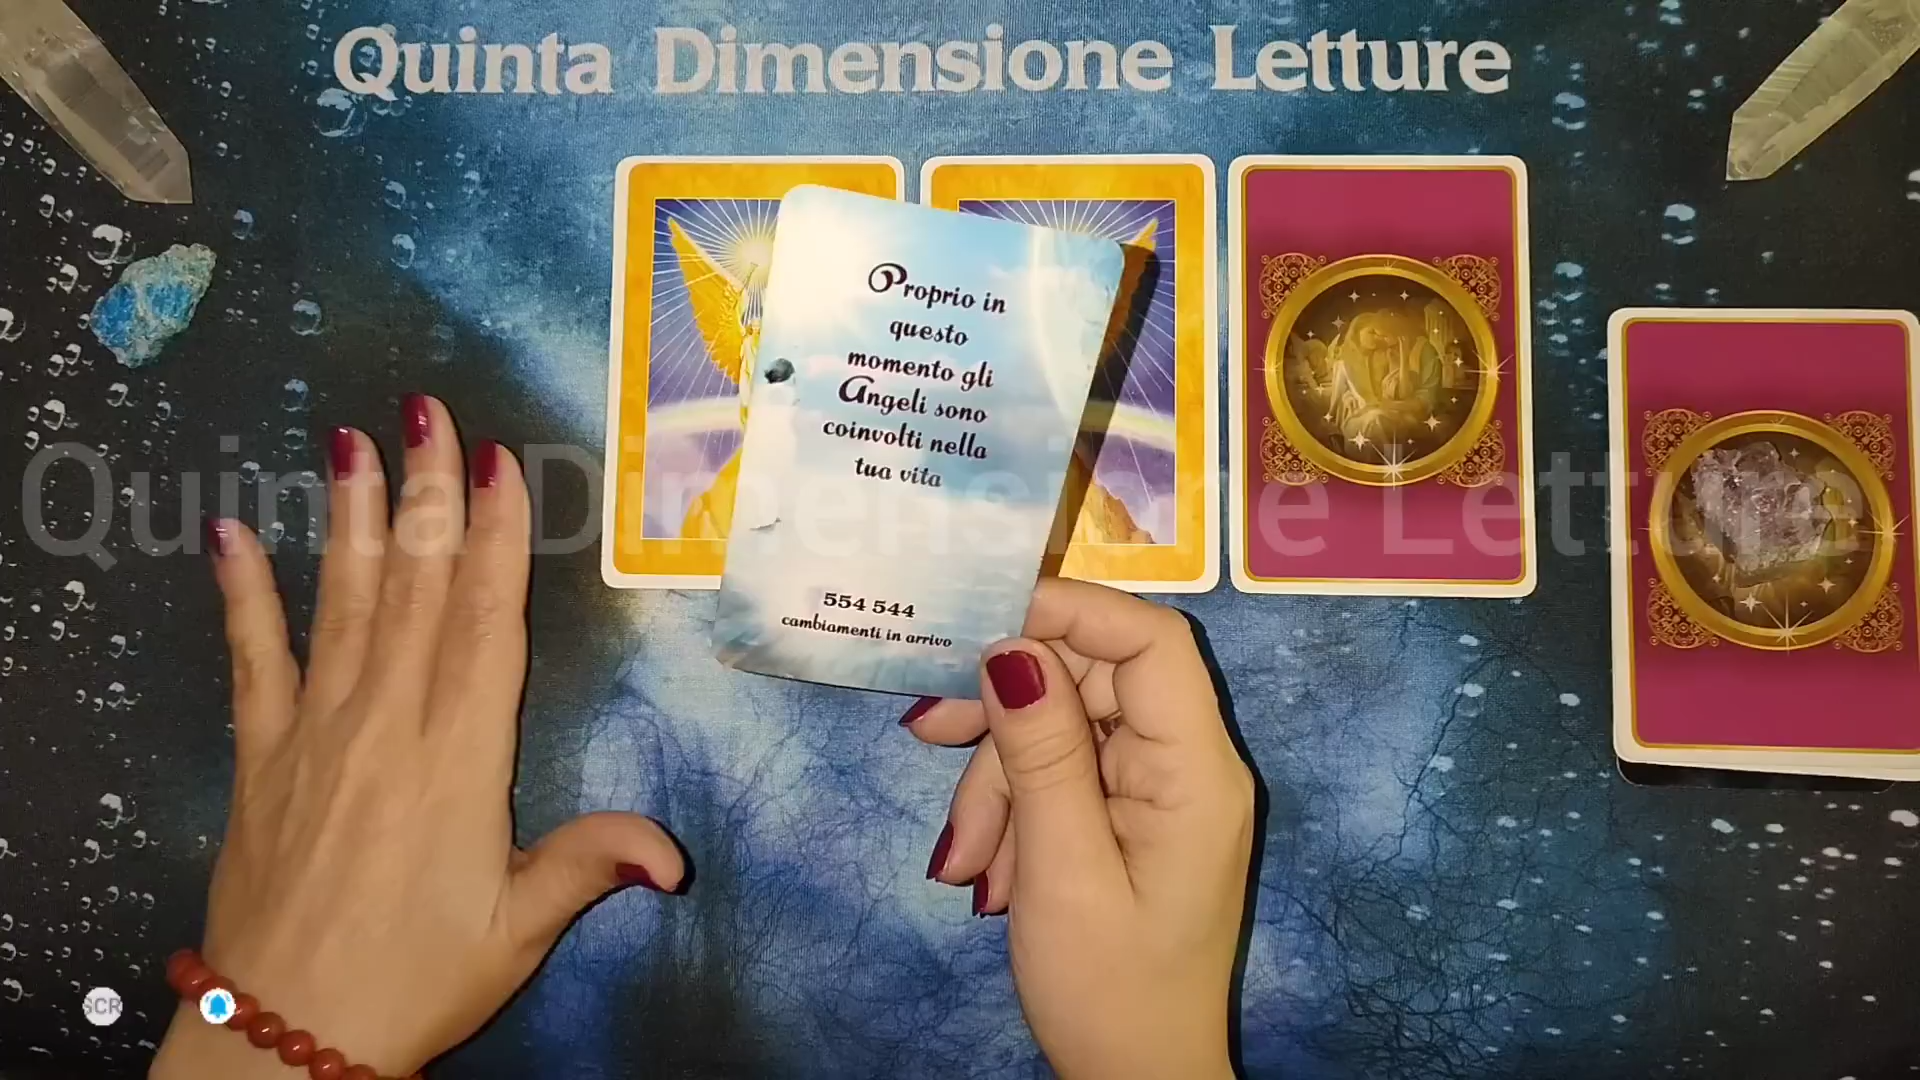 Quinta Dimensione Letture
Proprio in
questo
momento gli
Angeli sono
coinvolti nella
tua vita
Quinta Dimensione Letture
554 544
cambiamenti in arrivo
SCR